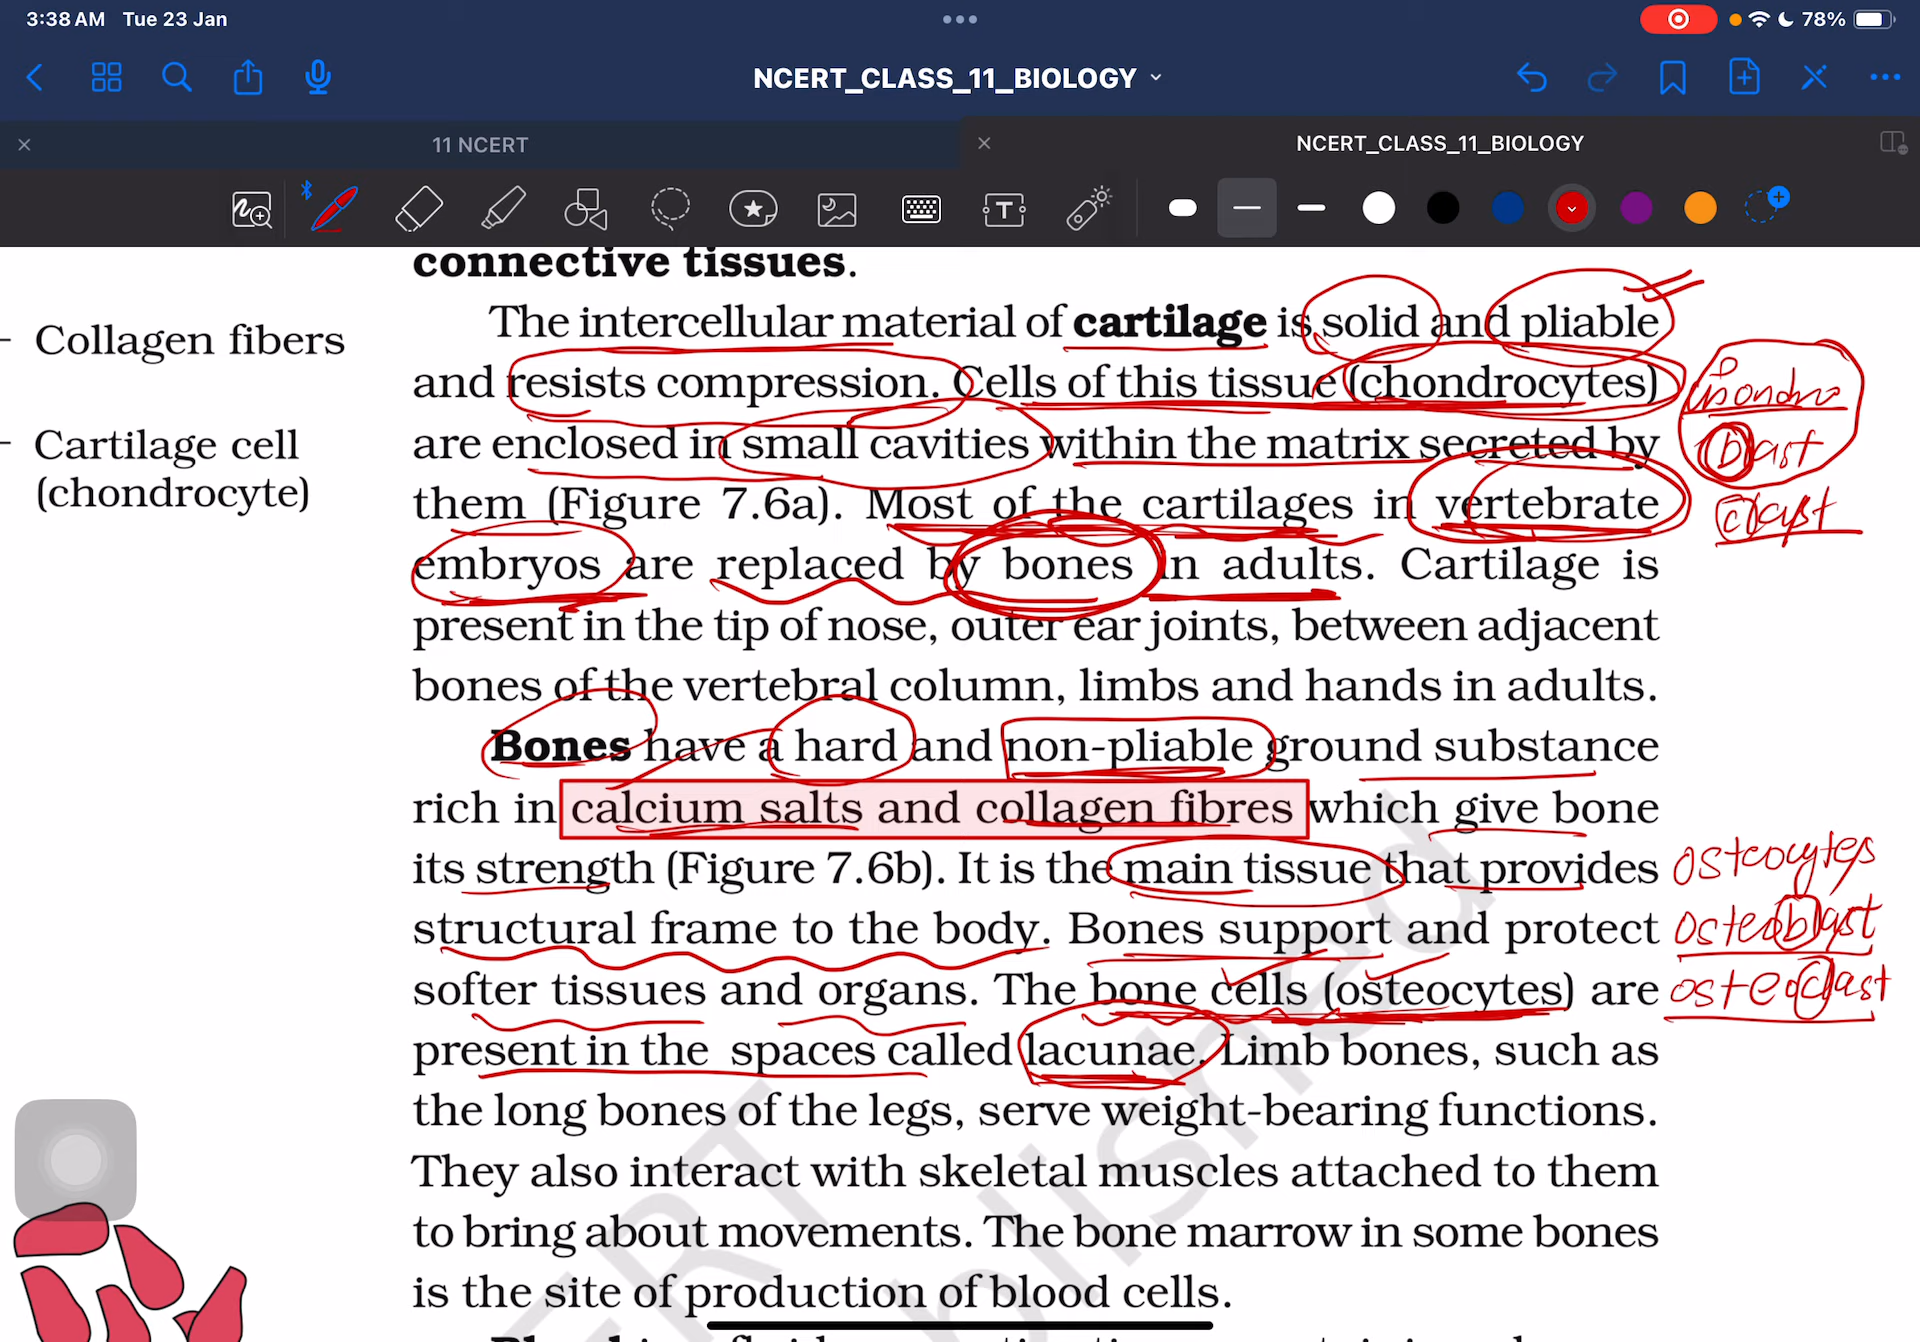 3:38 AM Tue 23 Jan
78%
NCERT_CLASS_11_BIOLOGY
11 NCERT
NCERT_CLASS_11_BIOLOGY
connective tissues.
The intercellular material of cartilage is solid and pliable
and resists compression. Cells of this tissue (chondrocytes)
are enclosed in small cavities within the matrix secreted by
them (Figure 7.6a). Most of the cartilages in vertebrate
embryos are replaced by bones in adults. Cartilage is
present in the tip of nose, outer ear joints, between adjacent
bones of the vertebral column, limbs and hands in adults.
Bones have a hard and non-pliable ground substance
rich in calcium salts and collagen fibres which give bone
its strength (Figure 7.6b). It is the main tissue that provides
structural frame to the body. Bones support and protect
softer tissues and organs. The bone cells (osteocytes) are
present in the spaces called lacunae. Limb bones, such as
the long bones of the legs, serve weight-bearing functions.
They also interact with skeletal muscles attached to them
to bring about movements. The bone marrow in some bones
is the site of production of blood cells.
Collagen fibers
Cartilage cell
(chondrocyte)
blast
clast
osteocytes
osteoblast
osteoclast